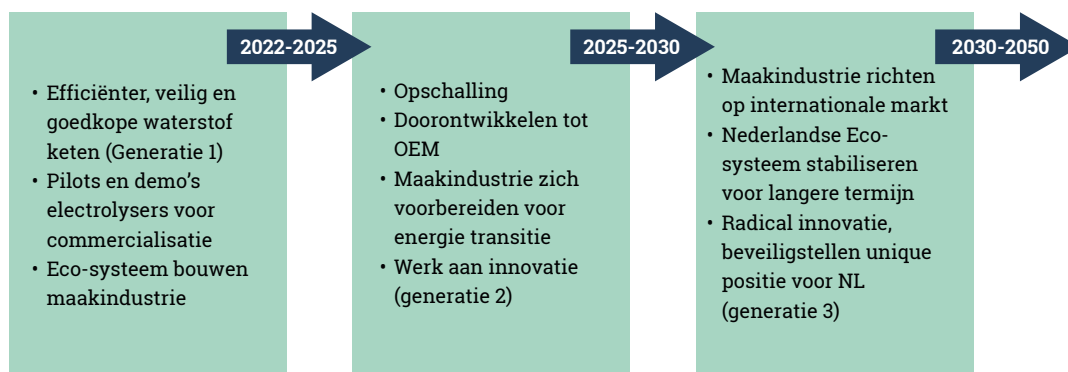 2022-2025
• Efficiënter, veilig en
goedkope waterstof
keten (Generatie 1)
• Pilots en demo’s
electrolysers voor
commercialisatie
• Eco-systeem bouwen
maakindustrie
2025-2030
• Opschalling
• Doorontwikkelen tot
OEM
• Maakindustrie zich
voorbereiden voor
energie transitie
• Werk aan innovatie
(generatie 2)
2030-2050
• Maakindustrie richten
op internationale markt
• Nederlandse Eco-
systeem stabiliseren
voor langere termijn
• Radical innovatie,
beveiligstellen unique
positie voor NL
(generatie 3)